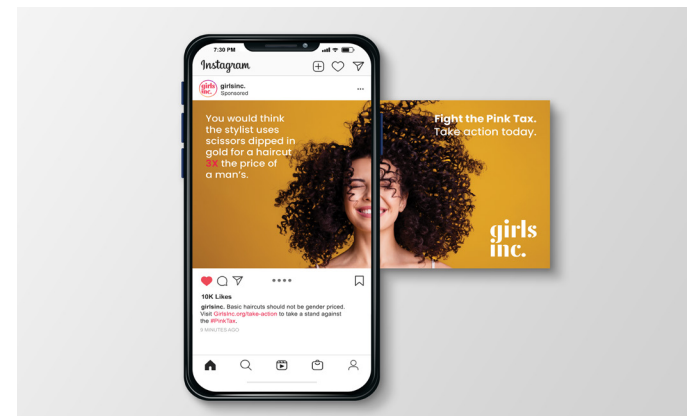 7:30 PM
Instagram
girls
inc.
girlsinc.
Sponsored
You would think
the stylist uses
scissors dipped in
gold for a haircut
3X the price of
a man's.
Fight the Pink Tax.
Take action today.
girls
inc.
10K Likes
girlsinc. Basic haircuts should not be gender priced.
Visit GirlsInc.org/take-action to take a stand against
the #PinkTax.
9 MINUTES AGO